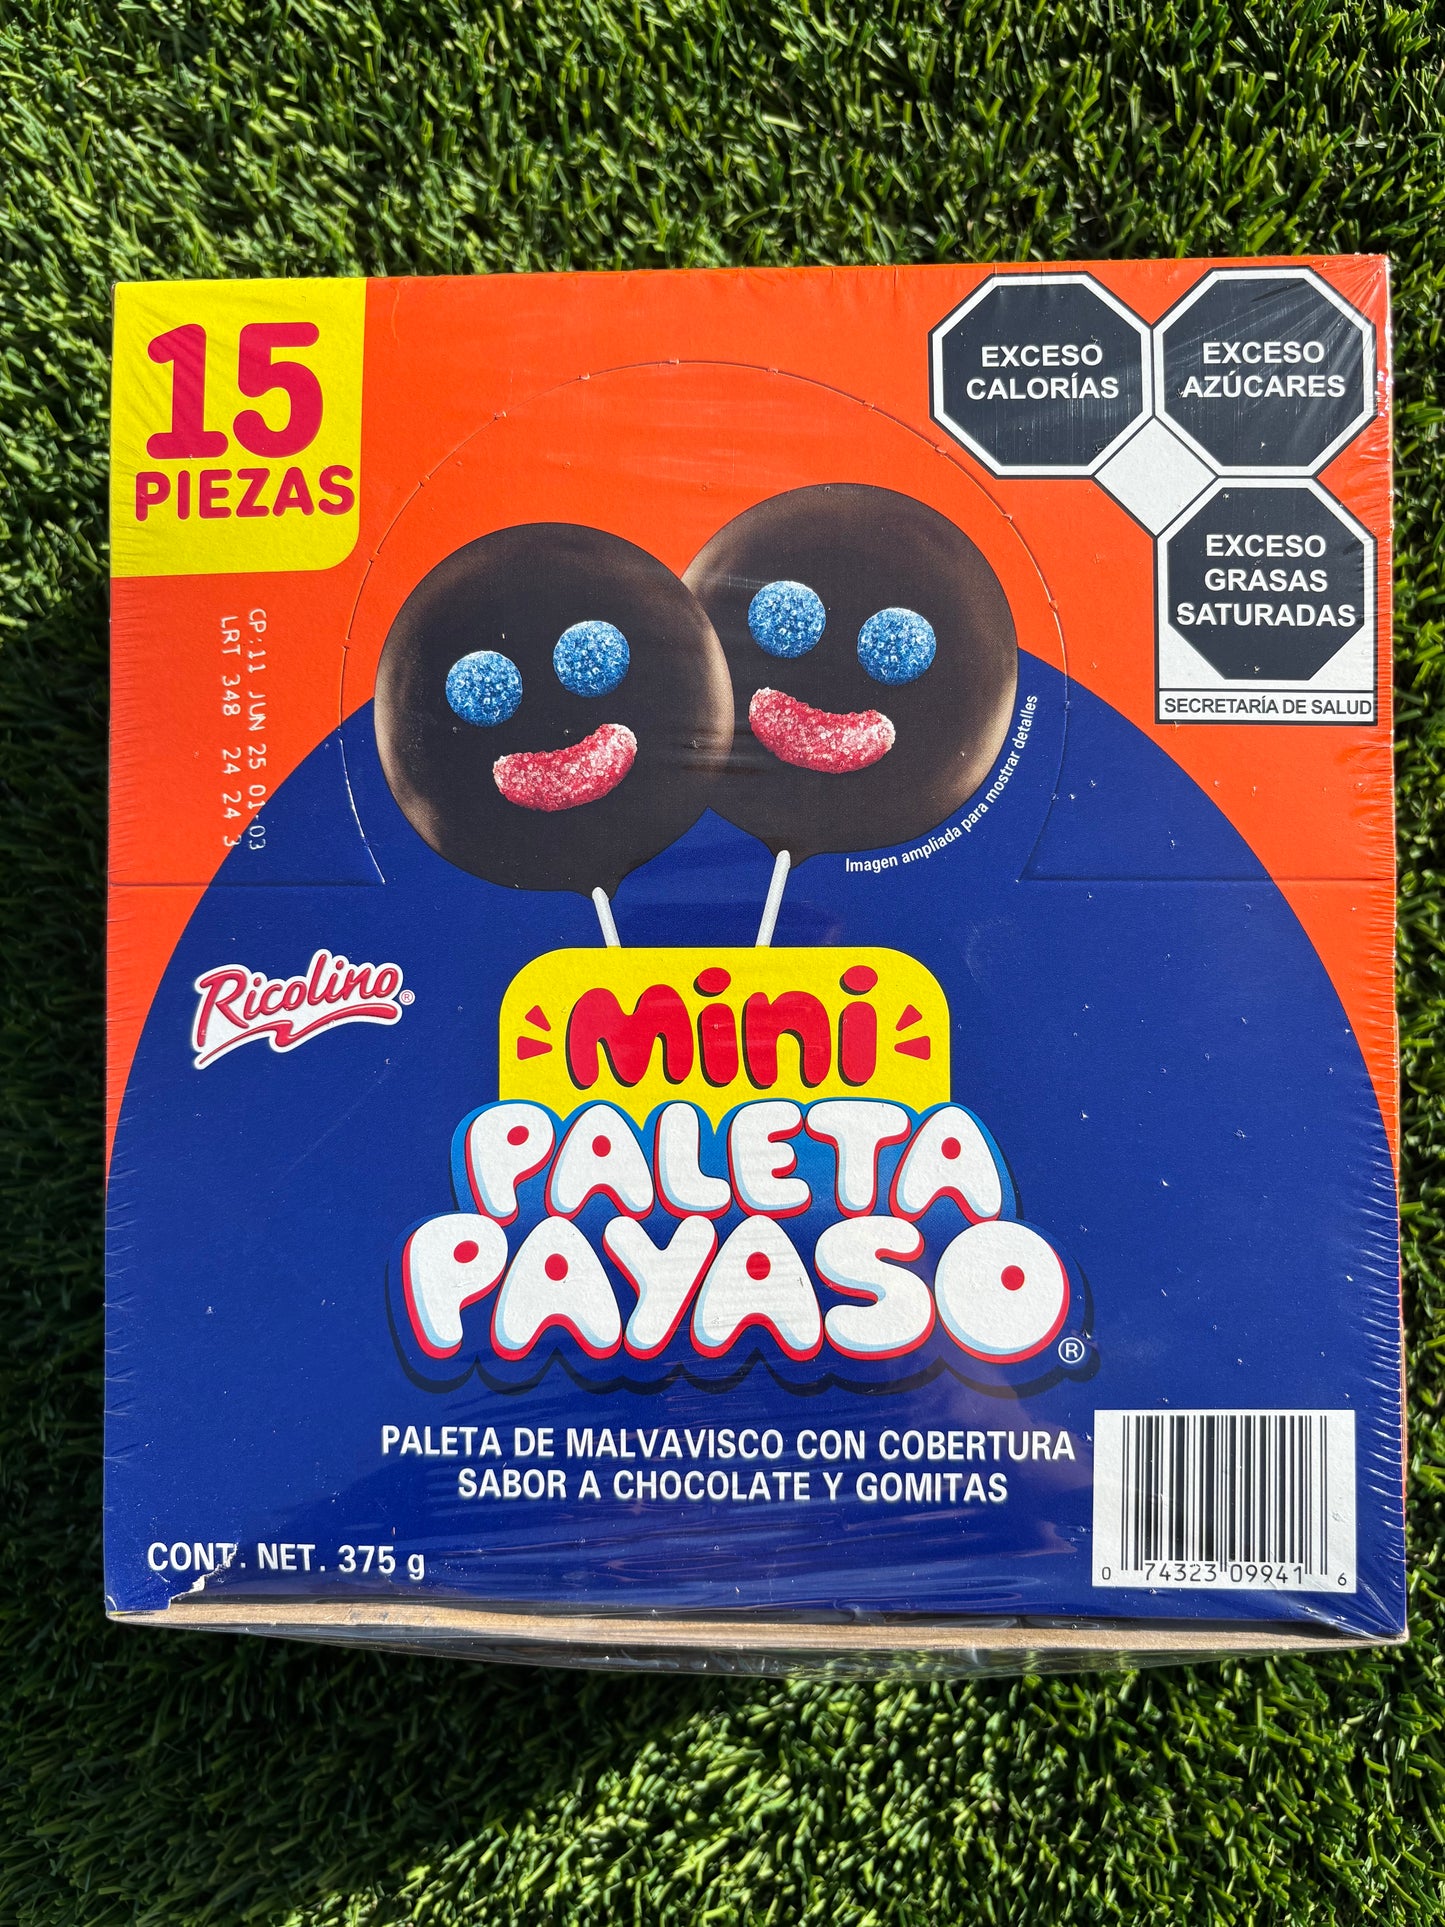 15
PIEZAS
EXCESO
CALORÍAS
EXCESO
AZÚCARES
EXCESO
GRASAS
SATURADAS
SECRETARÍA DE SALUD
CP:11 JUN 25 01:03
LRT 348 24 24 3
Imagen ampliada para mostrar detalles
Ricolino®
Mini
PALETA
PAYASO®
PALETA DE MALVAVISCO CON COBERTURA
SABOR A CHOCOLATE Y GOMITAS
CONT. NET. 375 g
0 74323 09941 6